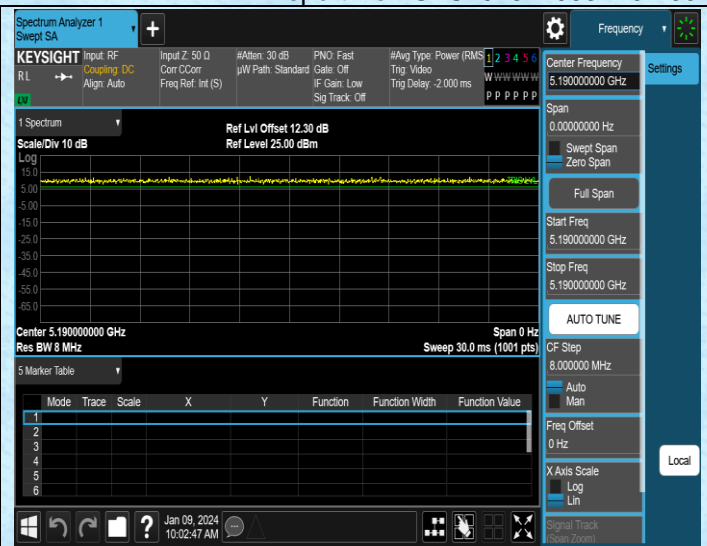 Spectrum Analyzer 1
Swept SA
Frequency
KEYSIGHT
RL
LXI
Input: RF
Coupling: DC
Align: Auto
Input Z: 50 Ω
Corr CCorr
Freq Ref: Int (S)
#Atten: 30 dB
µW Path: Standard
PNO: Fast
Gate: Off
IF Gain: Low
Sig Track: Off
#Avg Type: Power (RMS
Trig: Video
Trig Delay: -2.000 ms
1 2 3 4 5 6
W W W W W W
P P P P P P
Center Frequency
5.190000000 GHz
Settings
Span
0.00000000 Hz
Swept Span
Zero Span
Full Span
Start Freq
5.190000000 GHz
Stop Freq
5.190000000 GHz
AUTO TUNE
CF Step
8.000000 MHz
Auto
Man
Freq Offset
0 Hz
X Axis Scale
Log
Lin
Signal Track
(Span Zoom)
Local
1 Spectrum
Scale/Div 10 dB
Ref Lvl Offset 12.30 dB
Ref Level 25.00 dBm
Log
15.0
5.00
-5.00
-15.0
-25.0
-35.0
-45.0
-55.0
-65.0
Center 5.190000000 GHz
Span 0 Hz
Res BW 8 MHz
Sweep 30.0 ms (1001 pts)
5 Marker Table
Mode Trace Scale X Y Function Function Width Function Value
1
2
3
4
5
6
?
Jan 09, 2024
10:02:47 AM